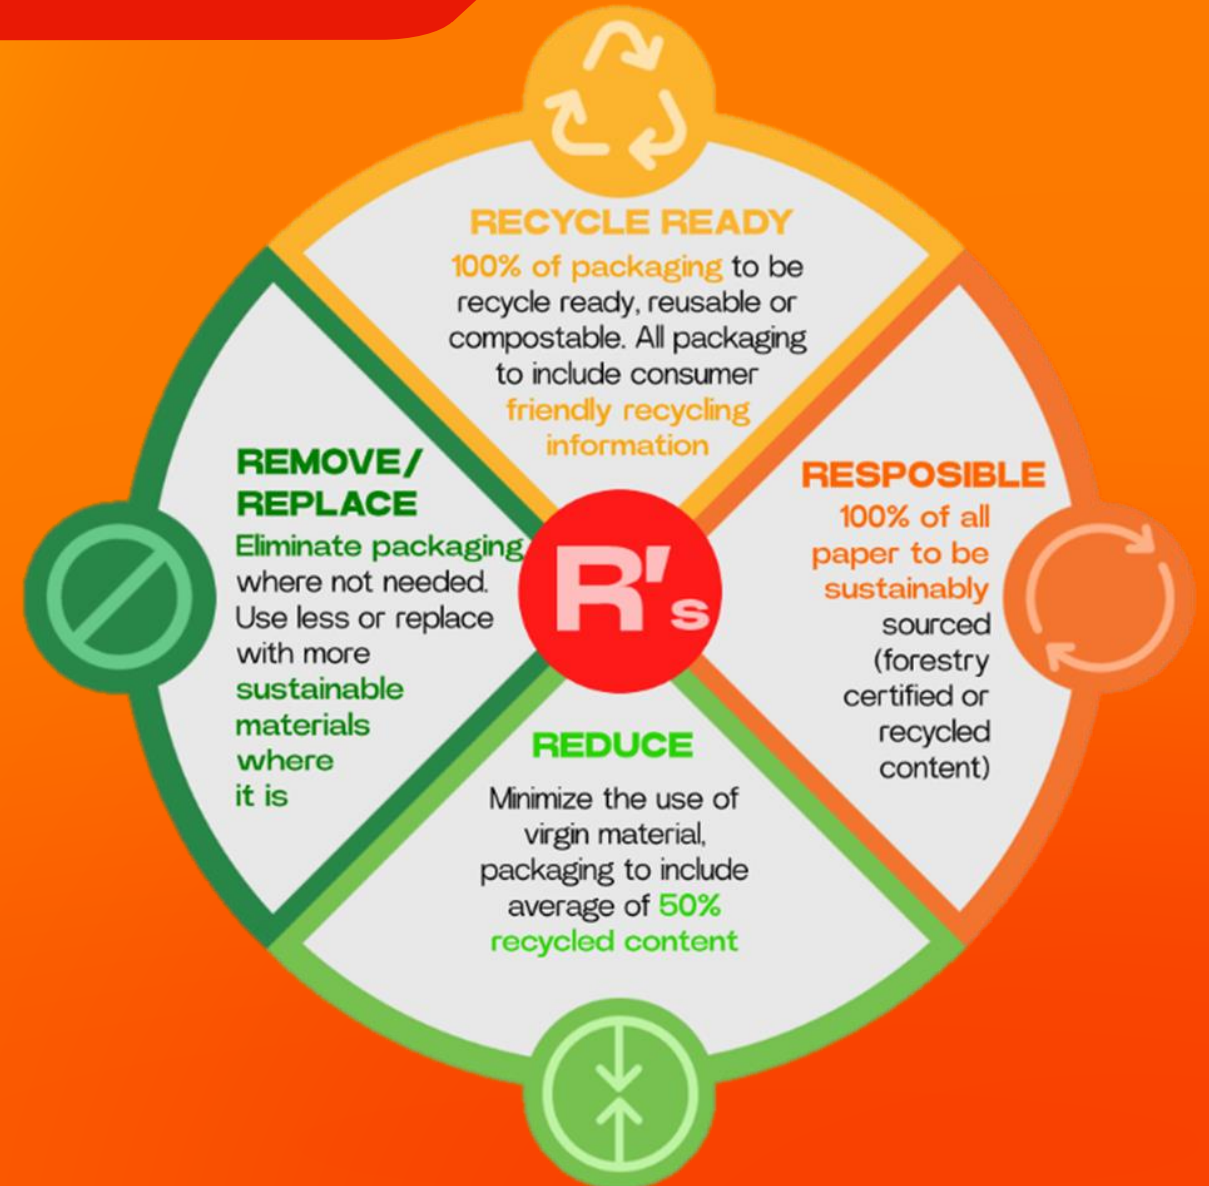 RECYCLE READY
100% of packaging to be
recycle ready, reusable or
compostable. All packaging
to include consumer
friendly recycling
information
REMOVE/
REPLACE
Eliminate packaging
where not needed.
Use less or replace
with more
sustainable
materials
where
it is
R's
RESPOSIBLE
100% of all
paper to be
sustainably
sourced
(forestry
certified or
recycled
content)
REDUCE
Minimize the use of
virgin material,
packaging to include
average of 50%
recycled content